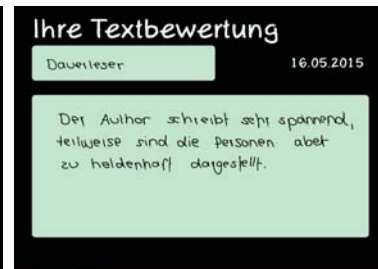 Ihre Textbewertung
Dauerleser
16.05.2015
Der Author schreibt sehr spannend,
teilweise sind die Personen aber
zu heldenhaft dargestellt.